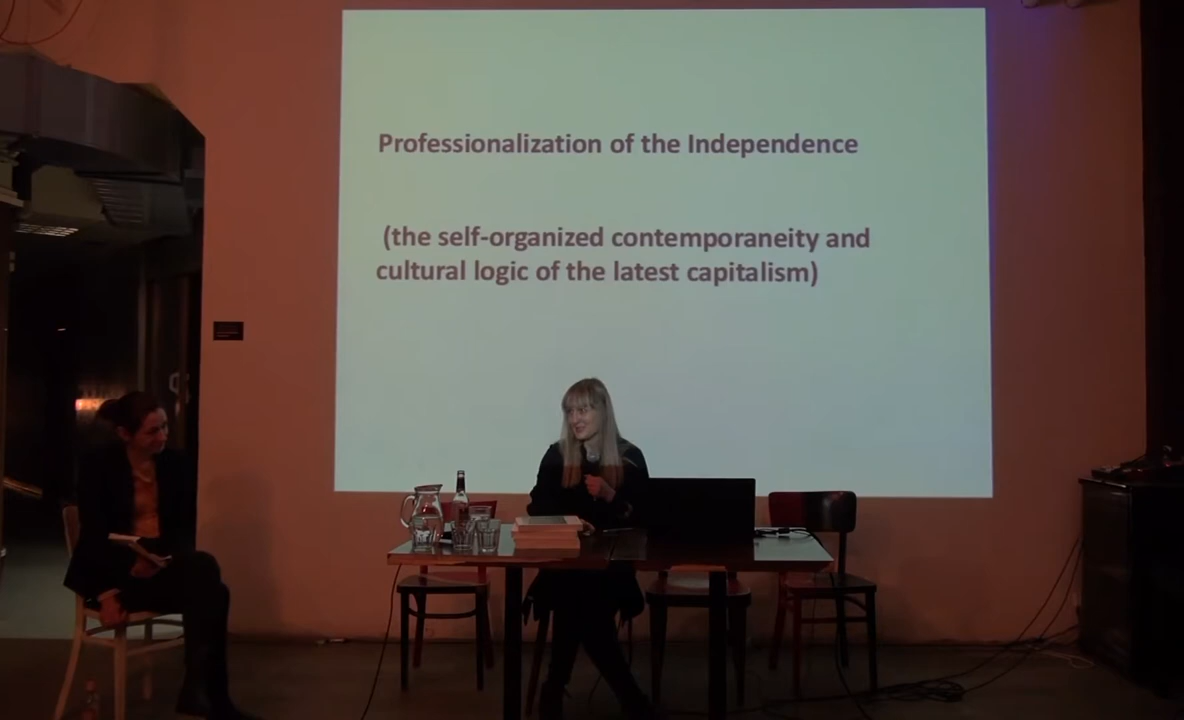 Professionalization of the Independence
(the self-organized contemporaneity and
cultural logic of the latest capitalism)